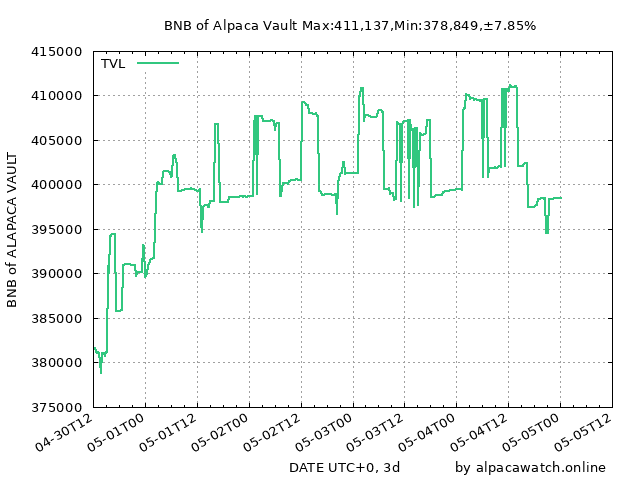 BNB of Alpaca Vault Max:411,137,Min:378,849,±7.85%
415000
410000
405000
400000
395000
390000
385000
380000
375000
TVL
BNB of ALAPACA VAULT
04-30T12
05-01T00
05-01T12
05-02T00
05-02T12
05-03T00
05-03T12
05-04T00
05-04T12
05-05T00
05-05T12
DATE UTC+0, 3d
by alpacawatch.online